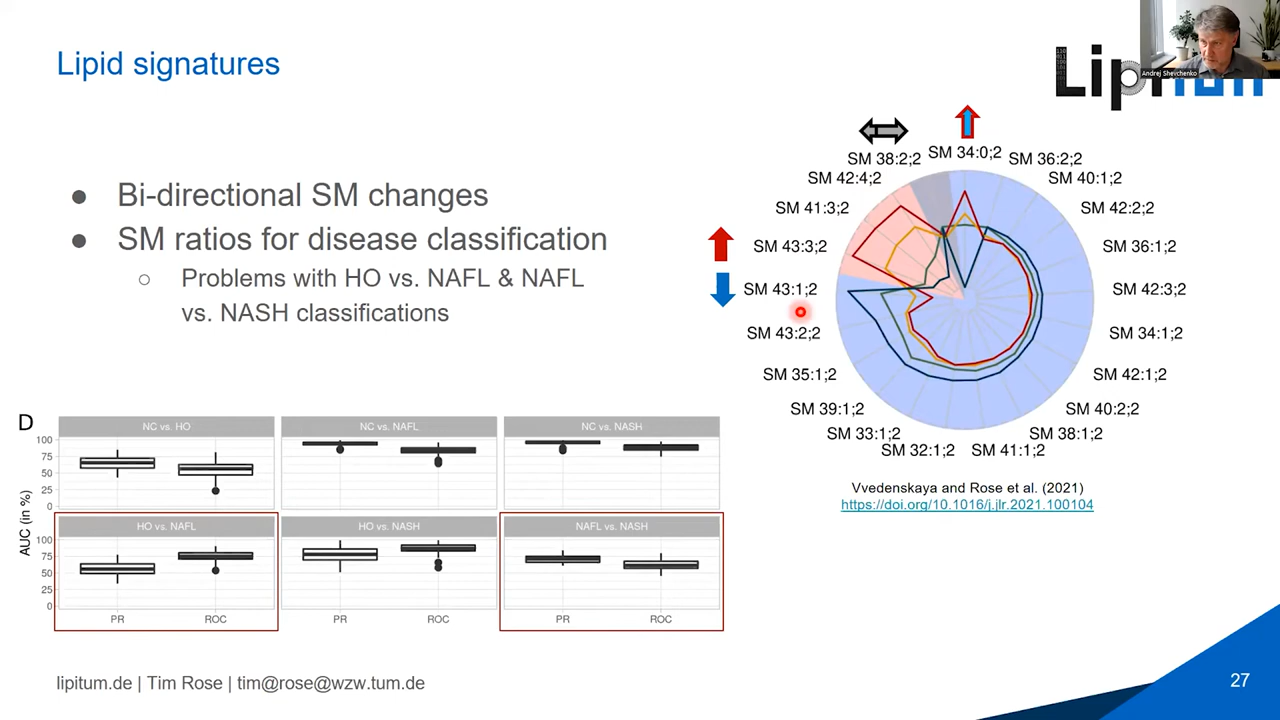 Lipid signatures
Andrej Shevchenko
● Bi-directional SM changes
● SM ratios for disease classification
○ Problems with HO vs. NAFL & NAFL
vs. NASH classifications
SM 38:2;2
SM 34:0;2
SM 36:2;2
SM 40:1;2
SM 42:2;2
SM 36:1;2
SM 42:3;2
SM 34:1;2
SM 42:1;2
SM 40:2;2
SM 38:1;2
SM 41:1;2
SM 32:1;2
SM 33:1;2
SM 39:1;2
SM 35:1;2
SM 43:2;2
SM 43:1;2
SM 43:3;2
SM 41:3;2
SM 42:4;2
Vvedenskaya and Rose et al. (2021)
https://doi.org/10.1016/j.jlr.2021.100104
D
AUC (in %)
NC vs. HO
NC vs. NAFL
NC vs. NASH
100
75
50
25
0
HO vs. NAFL
HO vs. NASH
NAFL vs. NASH
100
75
50
25
0
PR ROC
PR ROC
PR ROC
lipitum.de | Tim Rose | tim@rose@wzw.tum.de
27